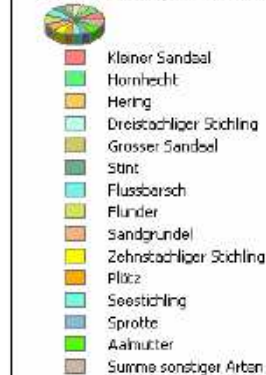 Kleiner Sandaal
Hornhecht
Hering
Dreistachliger Stichling
Grosser Sandaal
Stint
Flussbarsch
Flunder
Sandgrundel
Zehnstachliger Stichling
Plötz
Seestichling
Sprotte
Aalmutter
Summe sonstiger Arten